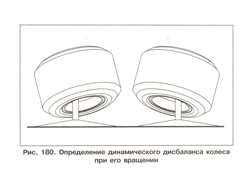 Рис. 180. Определение динамического дисбаланса колеса
при его вращении